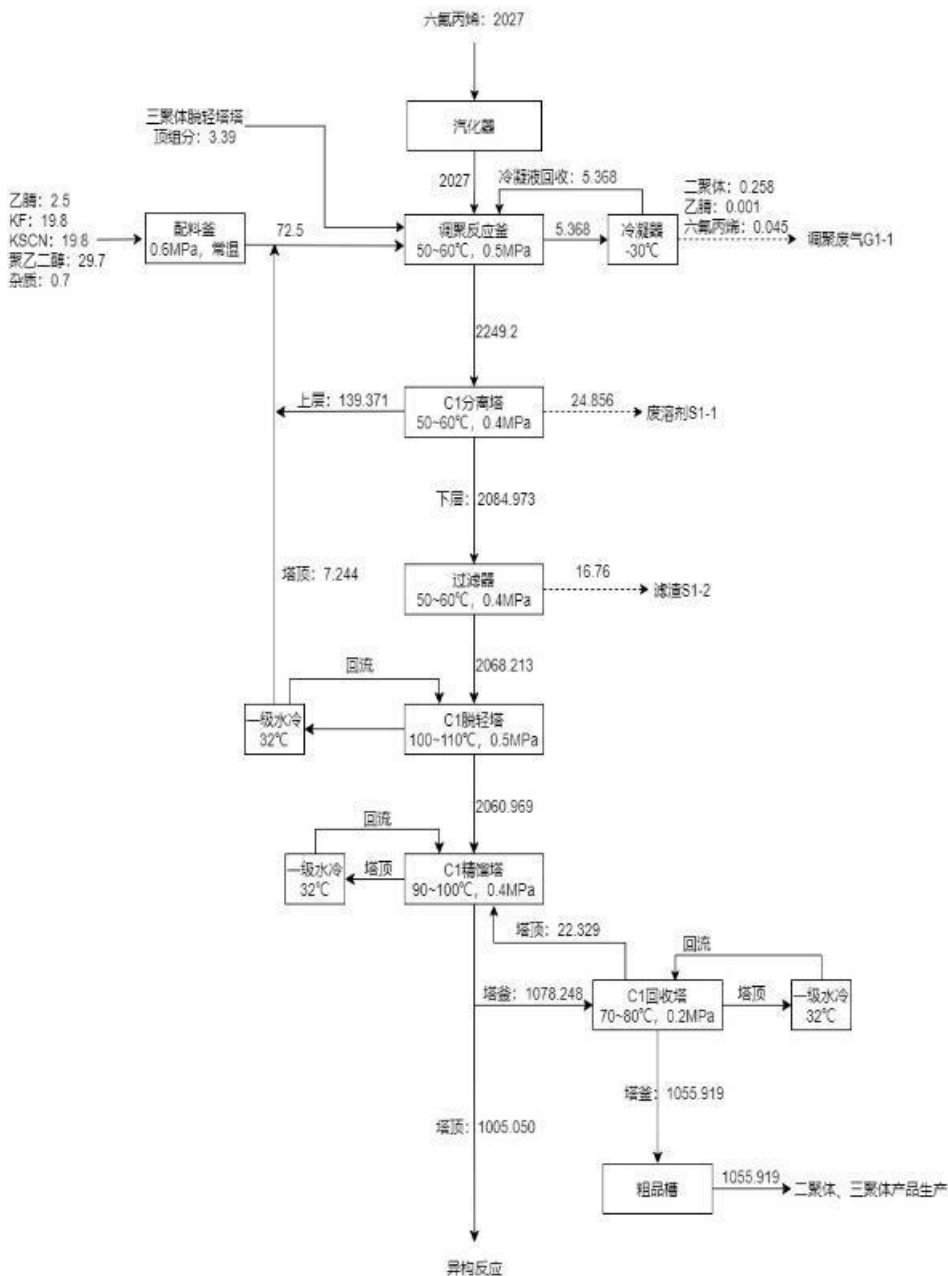 六氟丙烯：2027
汽化器
三聚体脱轻塔塔
顶组分：3.39
2027
冷凝液回收：5.368
二聚体：0.258
乙腈：0.001
六氟丙烯：0.045
乙腈：2.5
KF：19.8
KSCN：19.8
聚乙二醇：29.7
杂质：0.7
配料釜
0.6MPa，常温
72.5
调聚反应釜
50~60℃，0.5MPa
5.368
冷凝器
-30℃
调聚废气G1-1
2249.2
上层：139.371
C1分离塔
50~60℃，0.4MPa
24.856
废溶剂S1-1
下层：2084.973
塔顶：7.244
过滤器
50~60℃，0.4MPa
16.76
滤渣S1-2
2068.213
回流
一级水冷
32℃
C1脱轻塔
100~110℃，0.5MPa
2060.969
回流
一级水冷
32℃
塔顶
C1精馏塔
90~100℃，0.4MPa
塔顶：22.329
回流
塔釜：1078.248
C1回收塔
70~80℃，0.2MPa
塔顶
一级水冷
32℃
塔釜：1055.919
塔顶：1005.050
粗品槽
1055.919
二聚体、三聚体产品生产
异构反应